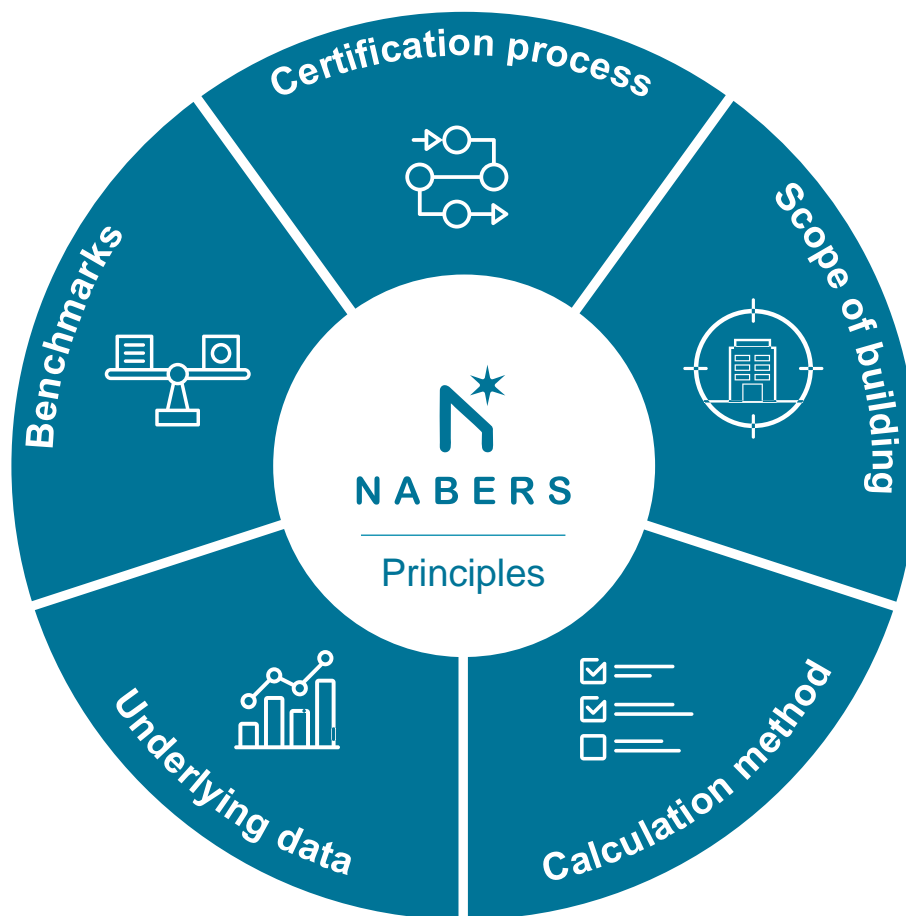 Certification process
Scope of building
Calculation method
Underlying data
Benchmarks
NABERS
Principles